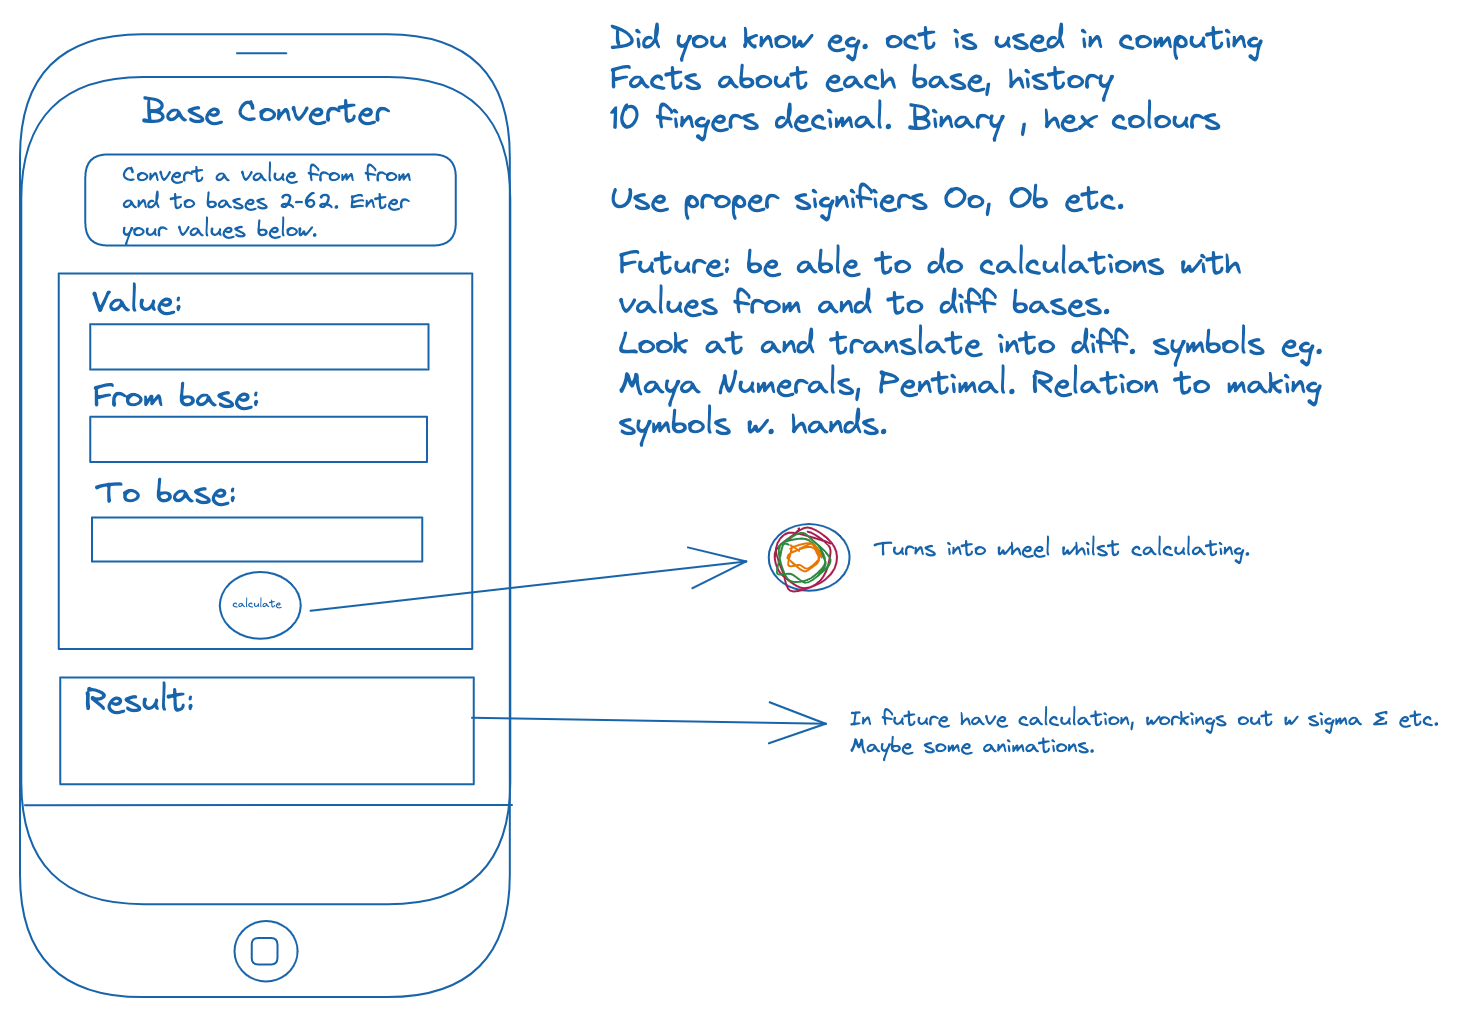 Base Converter
Convert a value from from
and to bases 2-62. Enter
your values below.
Value:
From base:
To base:
calculate
Result:
Did you know eg. oct is used in computing
Facts about each base, history
10 fingers decimal. Binary , hex colours
Use proper signifiers 0o, 0b etc.
Future: be able to do calculations with
values from and to diff bases.
Look at and translate into diff. symbols eg.
Maya Numerals, Pentimal. Relation to making
symbols w. hands.
Turns into wheel whilst calculating.
In future have calculation, workings out w sigma Σ etc.
Maybe some animations.